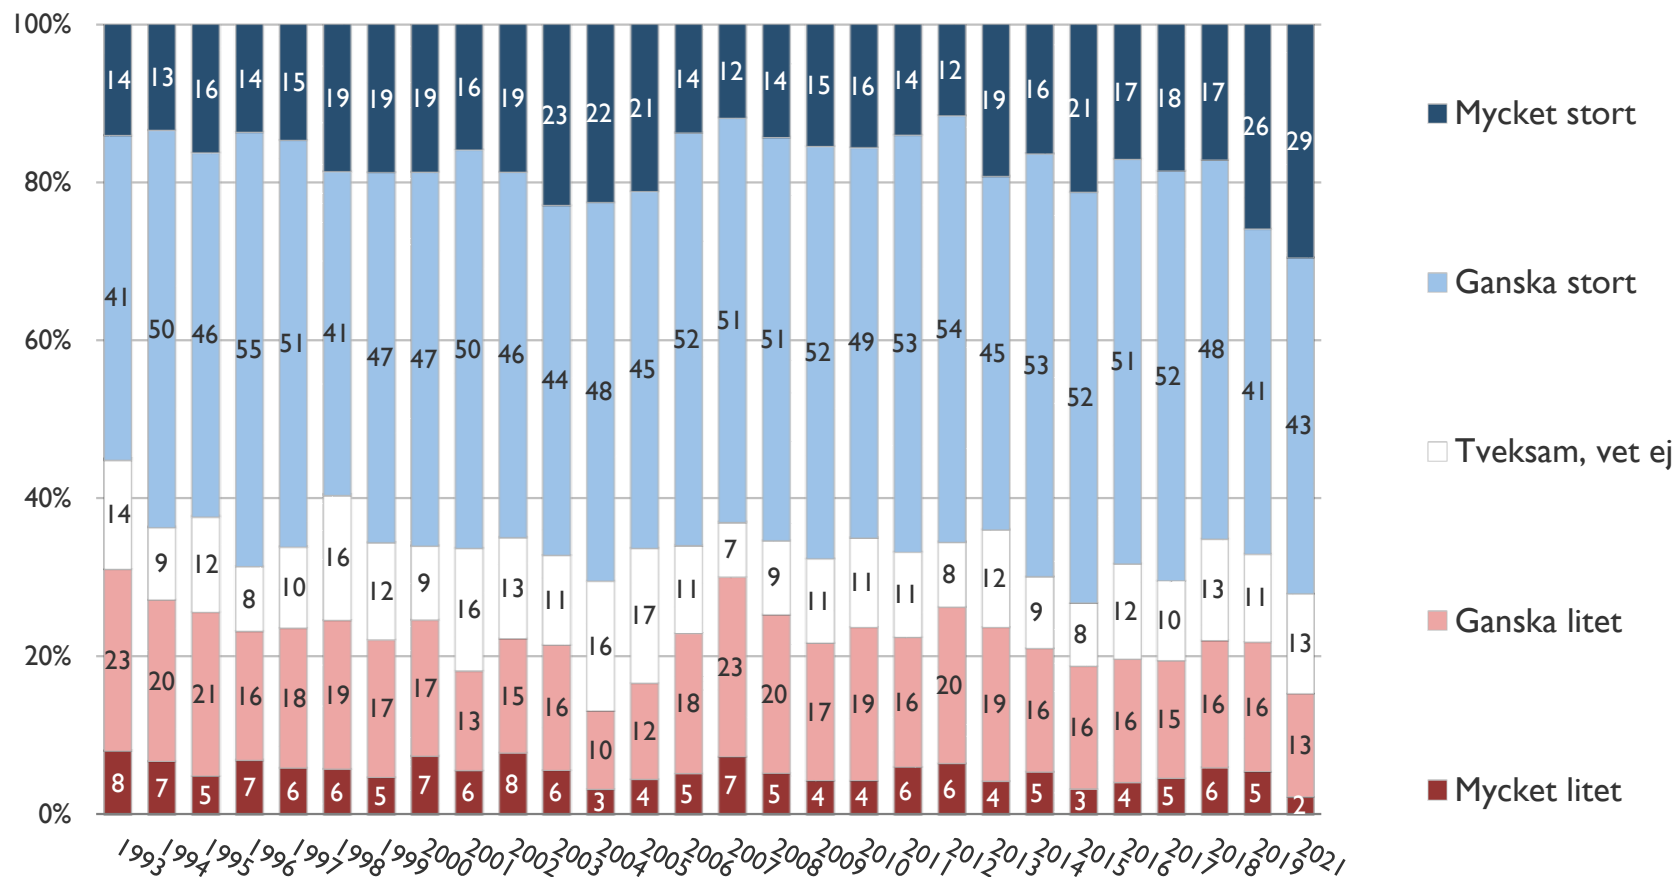 100%
14 13 16 14 15 19 19 19 16 19 23 22 21 14 12 14 15 16 14 12 19 16 21 17 18 17 26 29
Mycket stort
80%
41 50 46 55 51 41 47 47 50 46 44 48 45 52 51 51 52 49 53 54 45 53 52 51 52 48 41 43
Ganska stort
60%
40%
14 9 12 8 10 16 12 9 16 13 11 16 17 11 7 9 11 11 11 8 12 9 8 12 10 13 11 13
Tveksam, vet ej
20%
23 20 21 16 18 19 17 17 13 15 16 10 12 18 23 20 17 19 16 20 19 16 16 16 15 16 16 13
Ganska litet
8 7 5 7 6 6 5 7 6 8 6 3 4 5 7 5 4 4 6 6 4 5 3 4 5 6 5 2
Mycket litet
0%
1993 1994 1995 1996 1997 1998 1999 2000 2001 2002 2003 2004 2005 2006 2007 2008 2009 2010 2011 2012 2013 2014 2015 2016 2017 2018 2019 2021